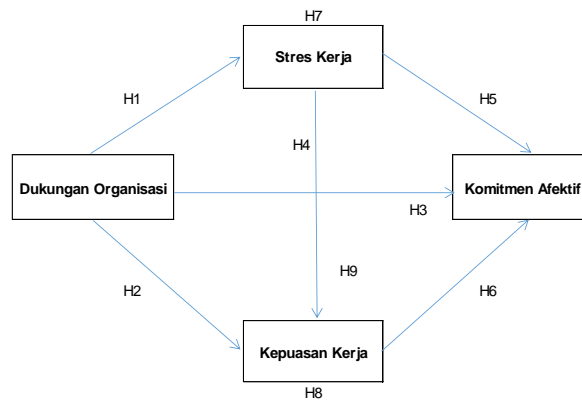 H7
Stres Kerja
H1
H5
H4
Dukungan Organisasi
Komitmen Afektif
H3
H9
H2
H6
Kepuasan Kerja
H8